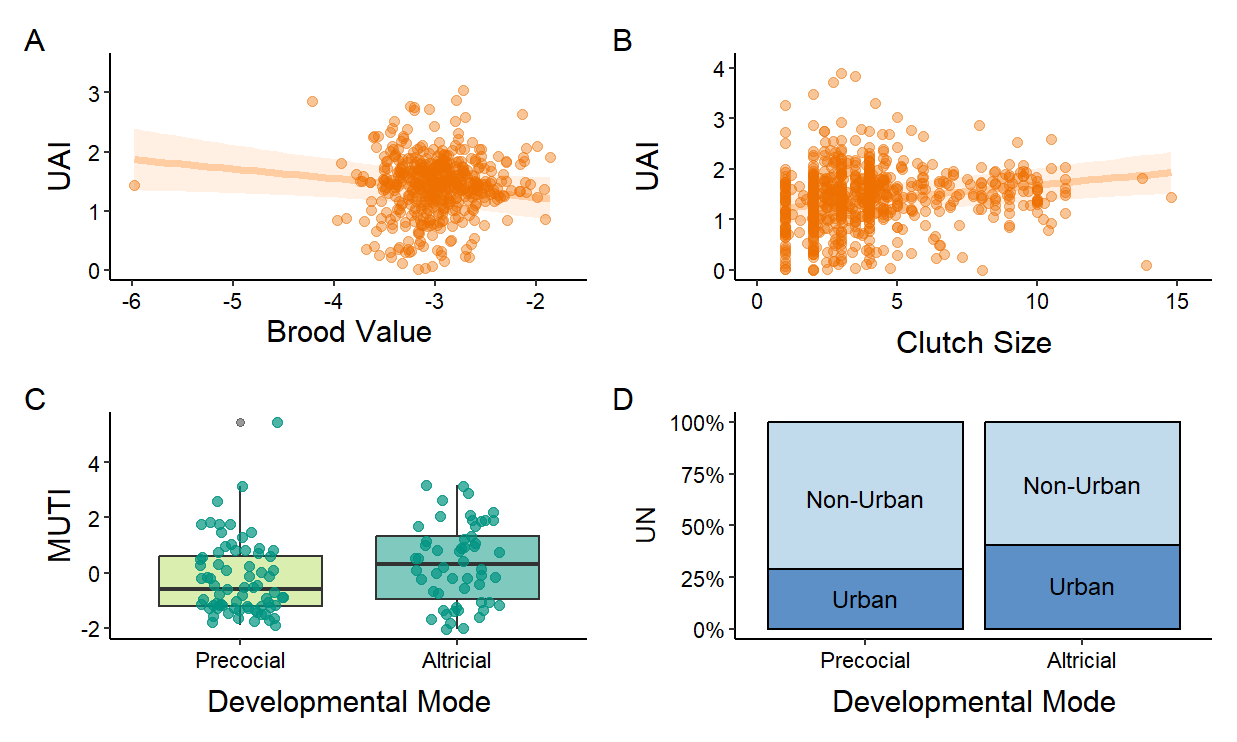 A
UAI
3
2
1
0
-6 -5 -4 -3 -2
Brood Value
B
UAI
4
3
2
1
0
0 5 10 15
Clutch Size
C
MUTI
4
2
0
-2
Precocial Altricial
Developmental Mode
D
UN
100%
75%
50%
25%
0%
Non-Urban Non-Urban
Urban Urban
Precocial Altricial
Developmental Mode